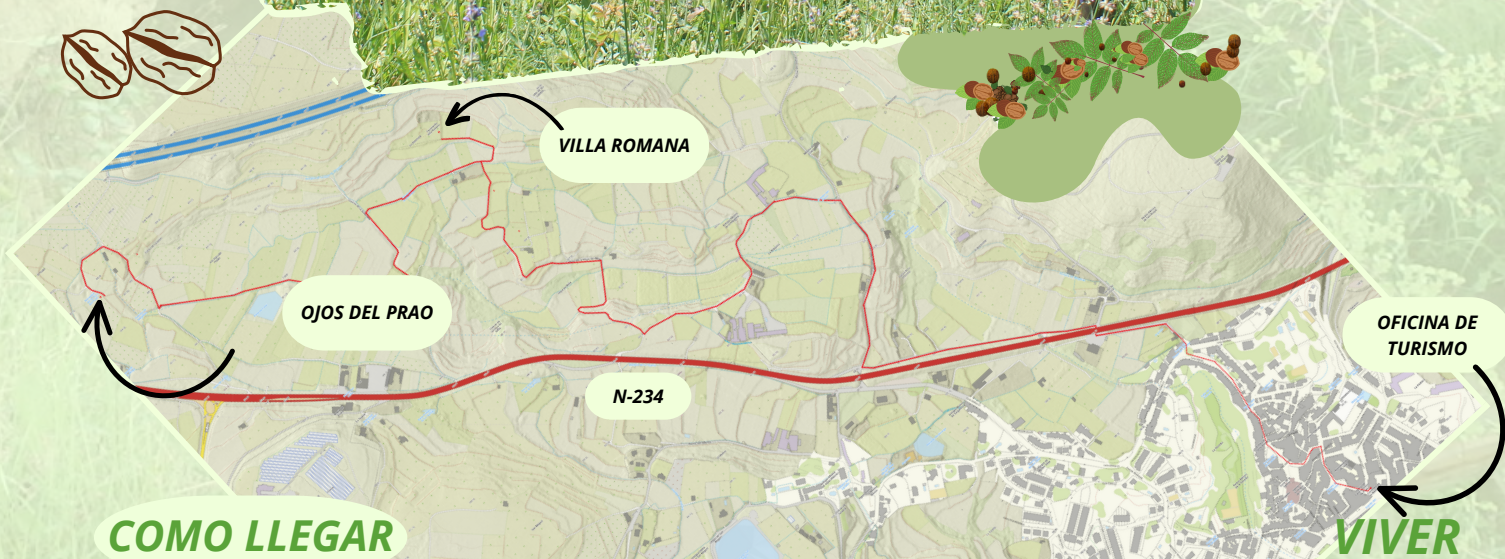 VILLA ROMANA
OJOS DEL PRAO
OFICINA DE
TURISMO
N-234
COMO LLEGAR
VIVER